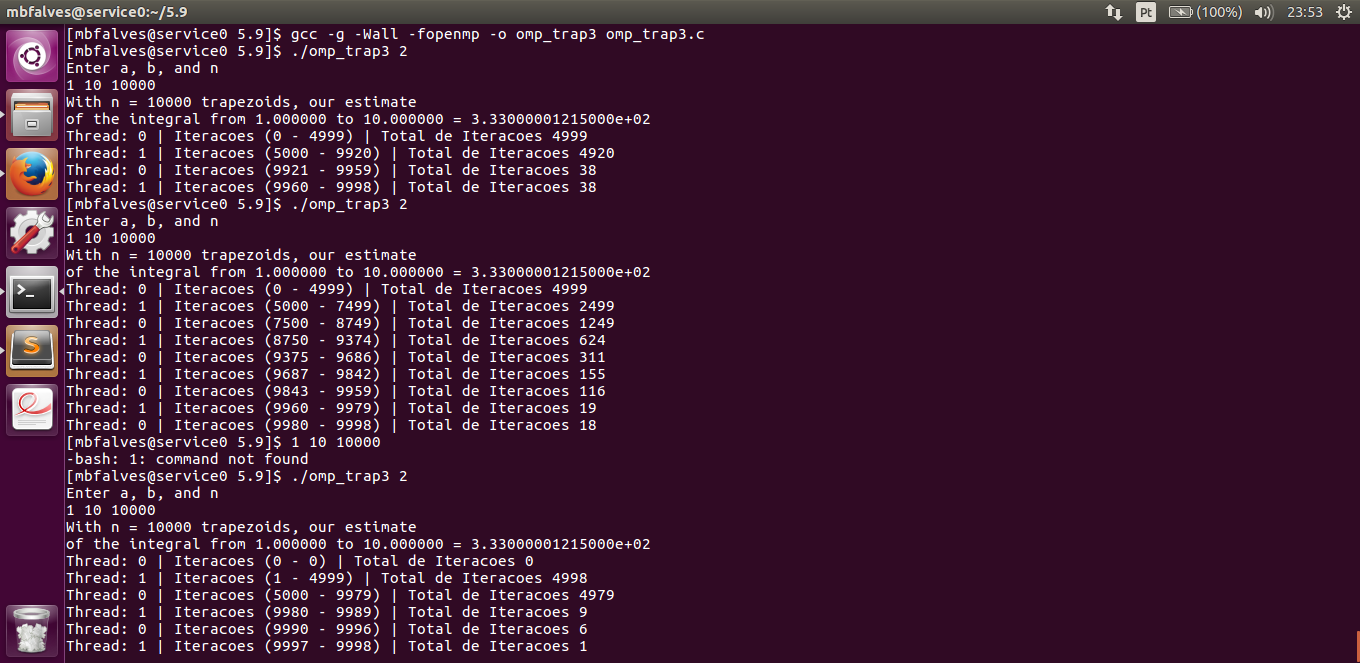 mbfalves@service0:~/5.9
Pt (100%) 23:53
[mbfalves@service0 5.9]$ gcc -g -Wall -fopenmp -o omp_trap3 omp_trap3.c
[mbfalves@service0 5.9]$ ./omp_trap3 2
Enter a, b, and n
1 10 10000
With n = 10000 trapezoids, our estimate
of the integral from 1.000000 to 10.000000 = 3.33000001215000e+02
Thread: 0 | Iteracoes (0 - 4999) | Total de Iteracoes 4999
Thread: 1 | Iteracoes (5000 - 9920) | Total de Iteracoes 4920
Thread: 0 | Iteracoes (9921 - 9959) | Total de Iteracoes 38
Thread: 1 | Iteracoes (9960 - 9998) | Total de Iteracoes 38
[mbfalves@service0 5.9]$ ./omp_trap3 2
Enter a, b, and n
1 10 10000
With n = 10000 trapezoids, our estimate
of the integral from 1.000000 to 10.000000 = 3.33000001215000e+02
Thread: 0 | Iteracoes (0 - 4999) | Total de Iteracoes 4999
Thread: 1 | Iteracoes (5000 - 7499) | Total de Iteracoes 2499
Thread: 0 | Iteracoes (7500 - 8749) | Total de Iteracoes 1249
Thread: 1 | Iteracoes (8750 - 9374) | Total de Iteracoes 624
Thread: 0 | Iteracoes (9375 - 9686) | Total de Iteracoes 311
Thread: 1 | Iteracoes (9687 - 9842) | Total de Iteracoes 155
Thread: 0 | Iteracoes (9843 - 9959) | Total de Iteracoes 116
Thread: 1 | Iteracoes (9960 - 9979) | Total de Iteracoes 19
Thread: 0 | Iteracoes (9980 - 9998) | Total de Iteracoes 18
[mbfalves@service0 5.9]$ 1 10 10000
-bash: 1: command not found
[mbfalves@service0 5.9]$ ./omp_trap3 2
Enter a, b, and n
1 10 10000
With n = 10000 trapezoids, our estimate
of the integral from 1.000000 to 10.000000 = 3.33000001215000e+02
Thread: 0 | Iteracoes (0 - 0) | Total de Iteracoes 0
Thread: 1 | Iteracoes (1 - 4999) | Total de Iteracoes 4998
Thread: 0 | Iteracoes (5000 - 9979) | Total de Iteracoes 4979
Thread: 1 | Iteracoes (9980 - 9989) | Total de Iteracoes 9
Thread: 0 | Iteracoes (9990 - 9996) | Total de Iteracoes 6
Thread: 1 | Iteracoes (9997 - 9998) | Total de Iteracoes 1